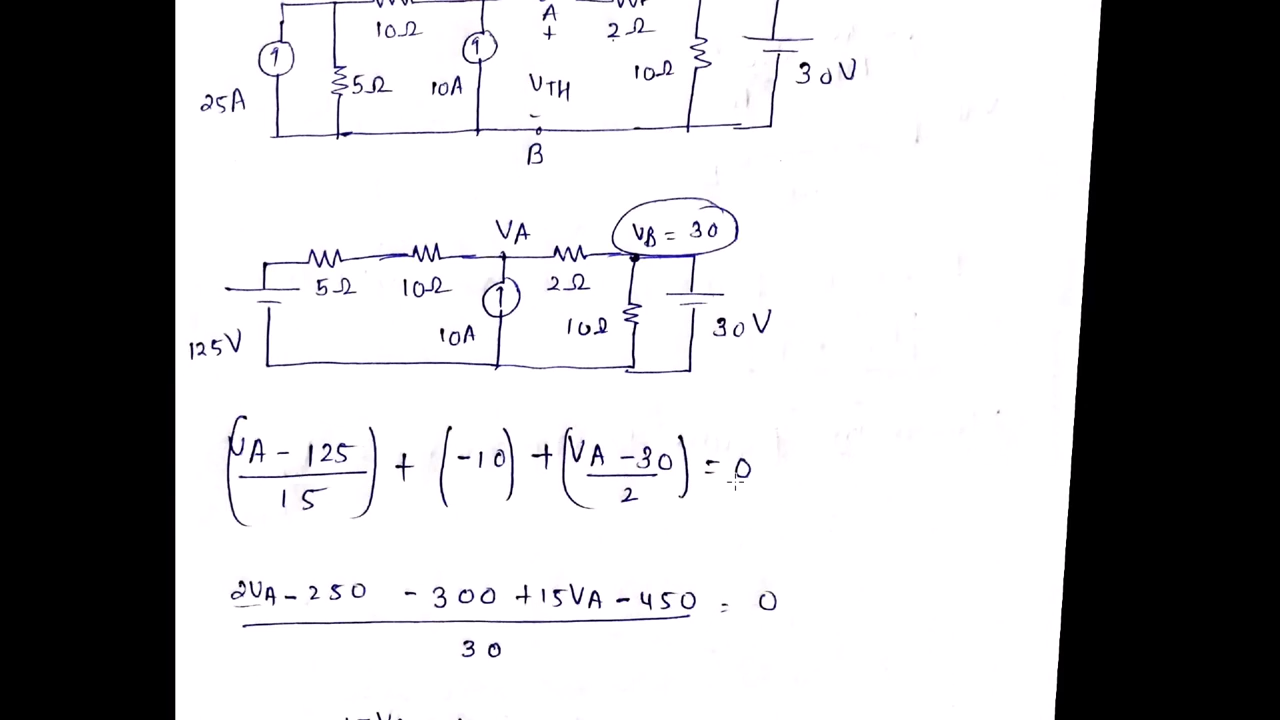 10Ω A 2Ω
+
25A 5Ω 10A VTH 10Ω 30V
-
B
VA VB = 30
5Ω 10Ω 2Ω
125V 10A 10Ω 30V
(VA - 125 / 15) + (-10) + (VA - 30 / 2) = 0
2VA - 250 - 300 + 15VA - 450 = 0
30